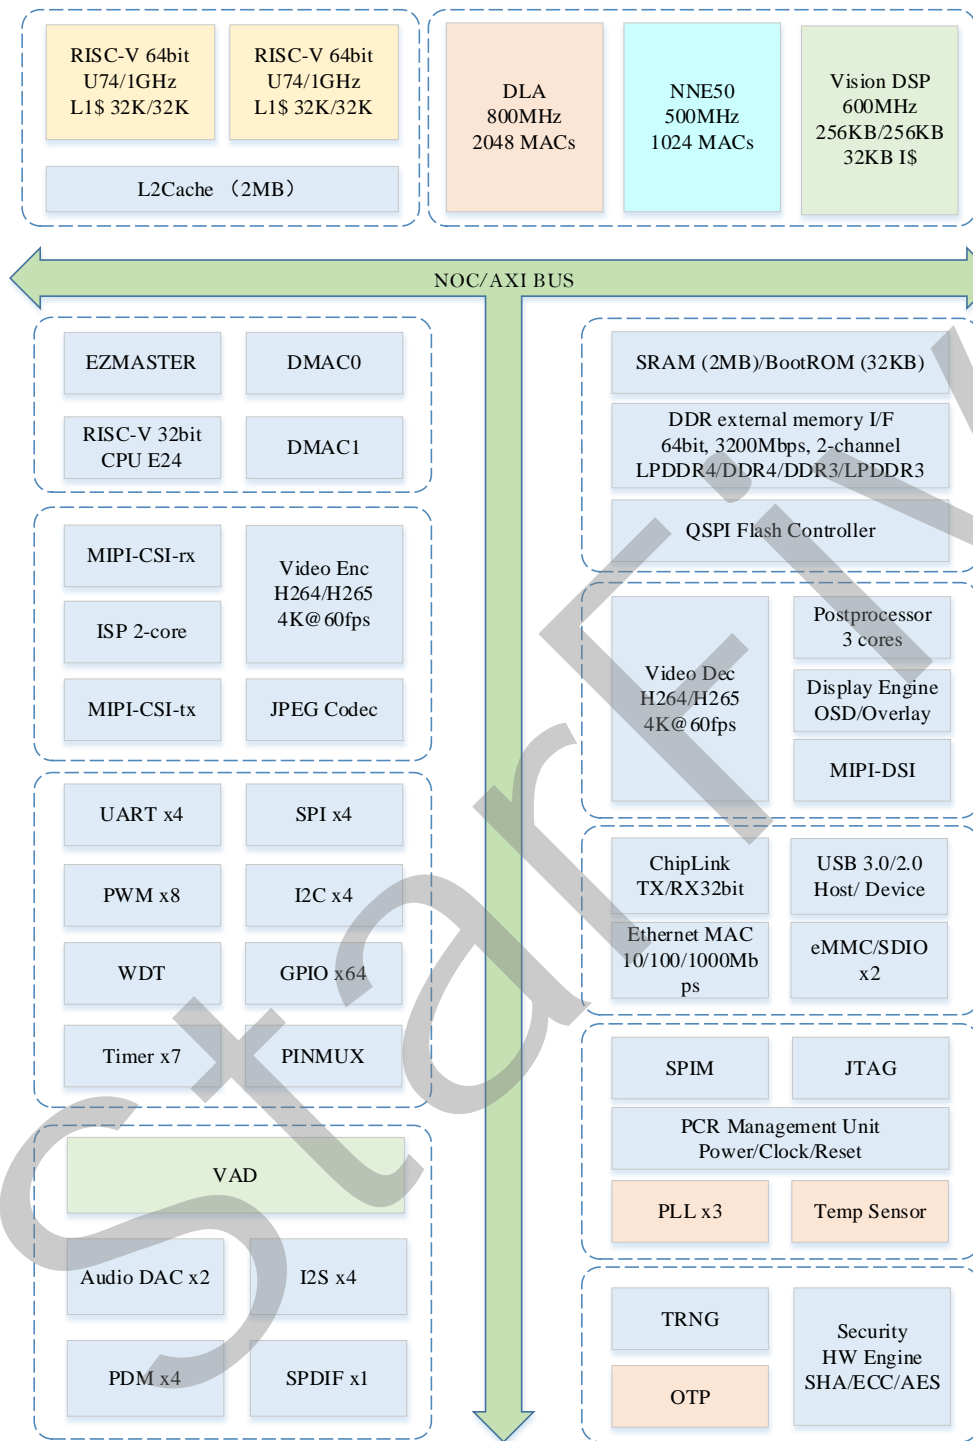 RISC-V 64bit
U74/1GHz
L1$ 32K/32K
RISC-V 64bit
U74/1GHz
L1$ 32K/32K
L2Cache （2MB）
DLA
800MHz
2048 MACs
NNE50
500MHz
1024 MACs
Vision DSP
600MHz
256KB/256KB
32KB I$
NOC/AXI BUS
EZMASTER
DMAC0
RISC-V 32bit
CPU E24
DMAC1
SRAM (2MB)/BootROM (32KB)
DDR external memory I/F
64bit, 3200Mbps, 2-channel
LPDDR4/DDR4/DDR3/LPDDR3
QSPI Flash Controller
MIPI-CSI-rx
Video Enc
H264/H265
4K@60fps
ISP 2-core
MIPI-CSI-tx
JPEG Codec
Video Dec
H264/H265
4K@60fps
Postprocessor
3 cores
Display Engine
OSD/Overlay
MIPI-DSI
UART x4
SPI x4
PWM x8
I2C x4
WDT
GPIO x64
Timer x7
PINMUX
ChipLink
TX/RX32bit
USB 3.0/2.0
Host/ Device
Ethernet MAC
10/100/1000Mb
ps
eMMC/SDIO
x2
SPIM
JTAG
PCR Management Unit
Power/Clock/Reset
PLL x3
Temp Sensor
VAD
Audio DAC x2
I2S x4
PDM x4
SPDIF x1
TRNG
OTP
Security
HW Engine
SHA/ECC/AES